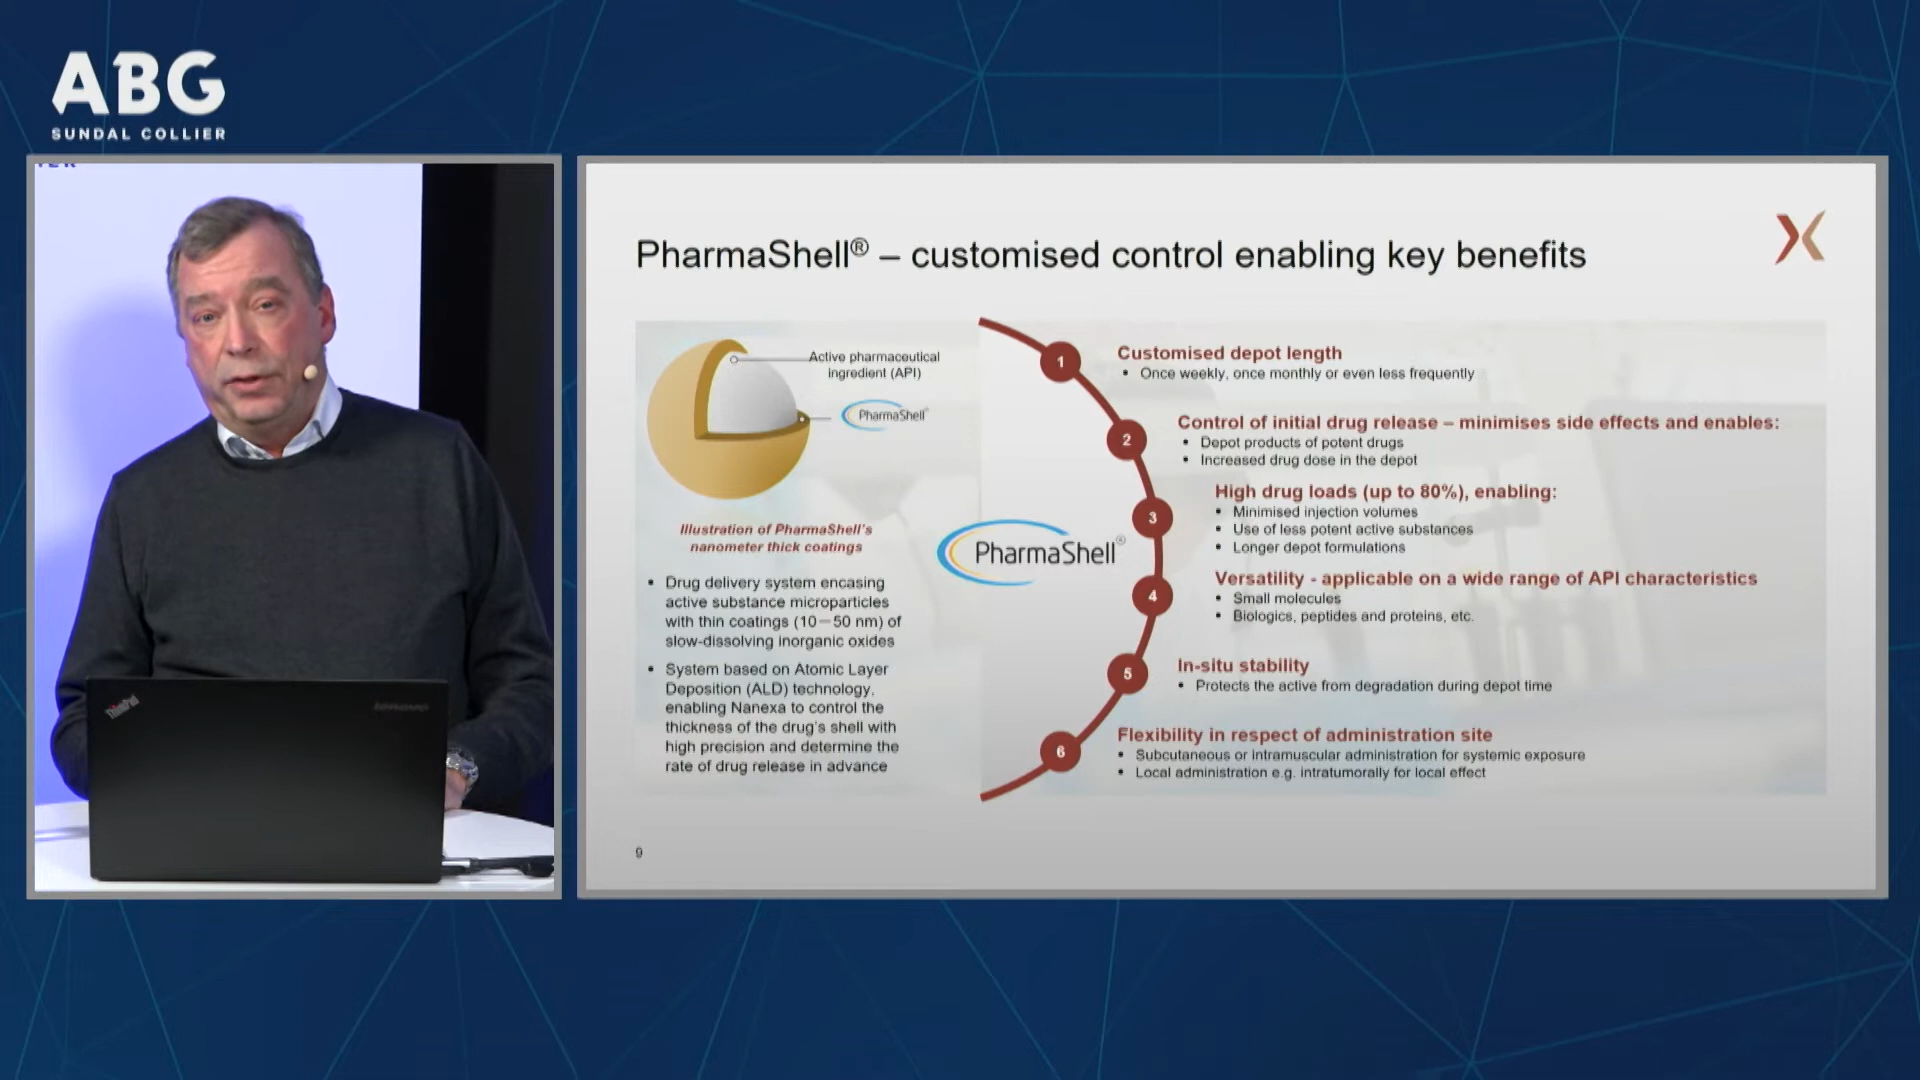 ABG
SUNDAL COLLIER
ThinkPad
lenovo
PharmaShell® – customised control enabling key benefits
Active pharmaceutical
ingredient (API)
PharmaShell®
Illustration of PharmaShell's
nanometer thick coatings
• Drug delivery system encasing
active substance microparticles
with thin coatings (10–50 nm) of
slow-dissolving inorganic oxides
• System based on Atomic Layer
Deposition (ALD) technology,
enabling Nanexa to control the
thickness of the drug's shell with
high precision and determine the
rate of drug release in advance
PharmaShell®
1
Customised depot length
• Once weekly, once monthly or even less frequently
2
Control of initial drug release – minimises side effects and enables:
• Depot products of potent drugs
• Increased drug dose in the depot
3
High drug loads (up to 80%), enabling:
• Minimised injection volumes
• Use of less potent active substances
• Longer depot formulations
4
Versatility - applicable on a wide range of API characteristics
• Small molecules
• Biologics, peptides and proteins, etc.
5
In-situ stability
• Protects the active from degradation during depot time
6
Flexibility in respect of administration site
• Subcutaneous or intramuscular administration for systemic exposure
• Local administration e.g. intratumorally for local effect
9